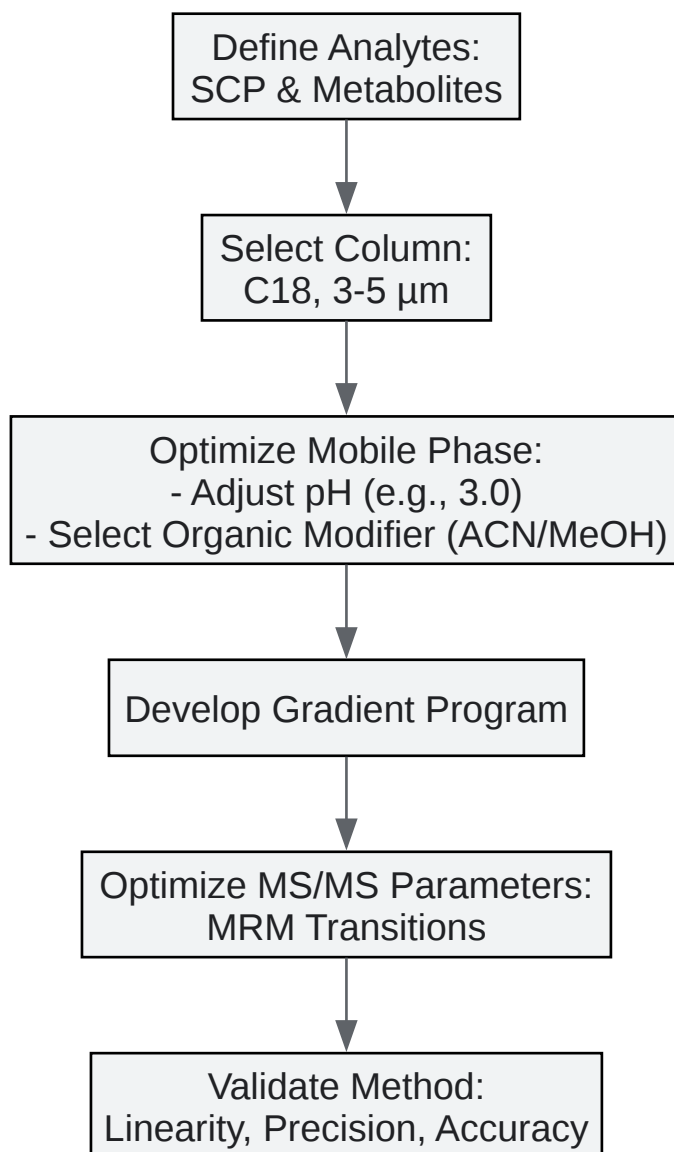 Define Analytes:
SCP & Metabolites
Select Column:
C18, 3-5 µm
Optimize Mobile Phase:
- Adjust pH (e.g., 3.0)
- Select Organic Modifier (ACN/MeOH)
Develop Gradient Program
Optimize MS/MS Parameters:
MRM Transitions
Validate Method:
Linearity, Precision, Accuracy